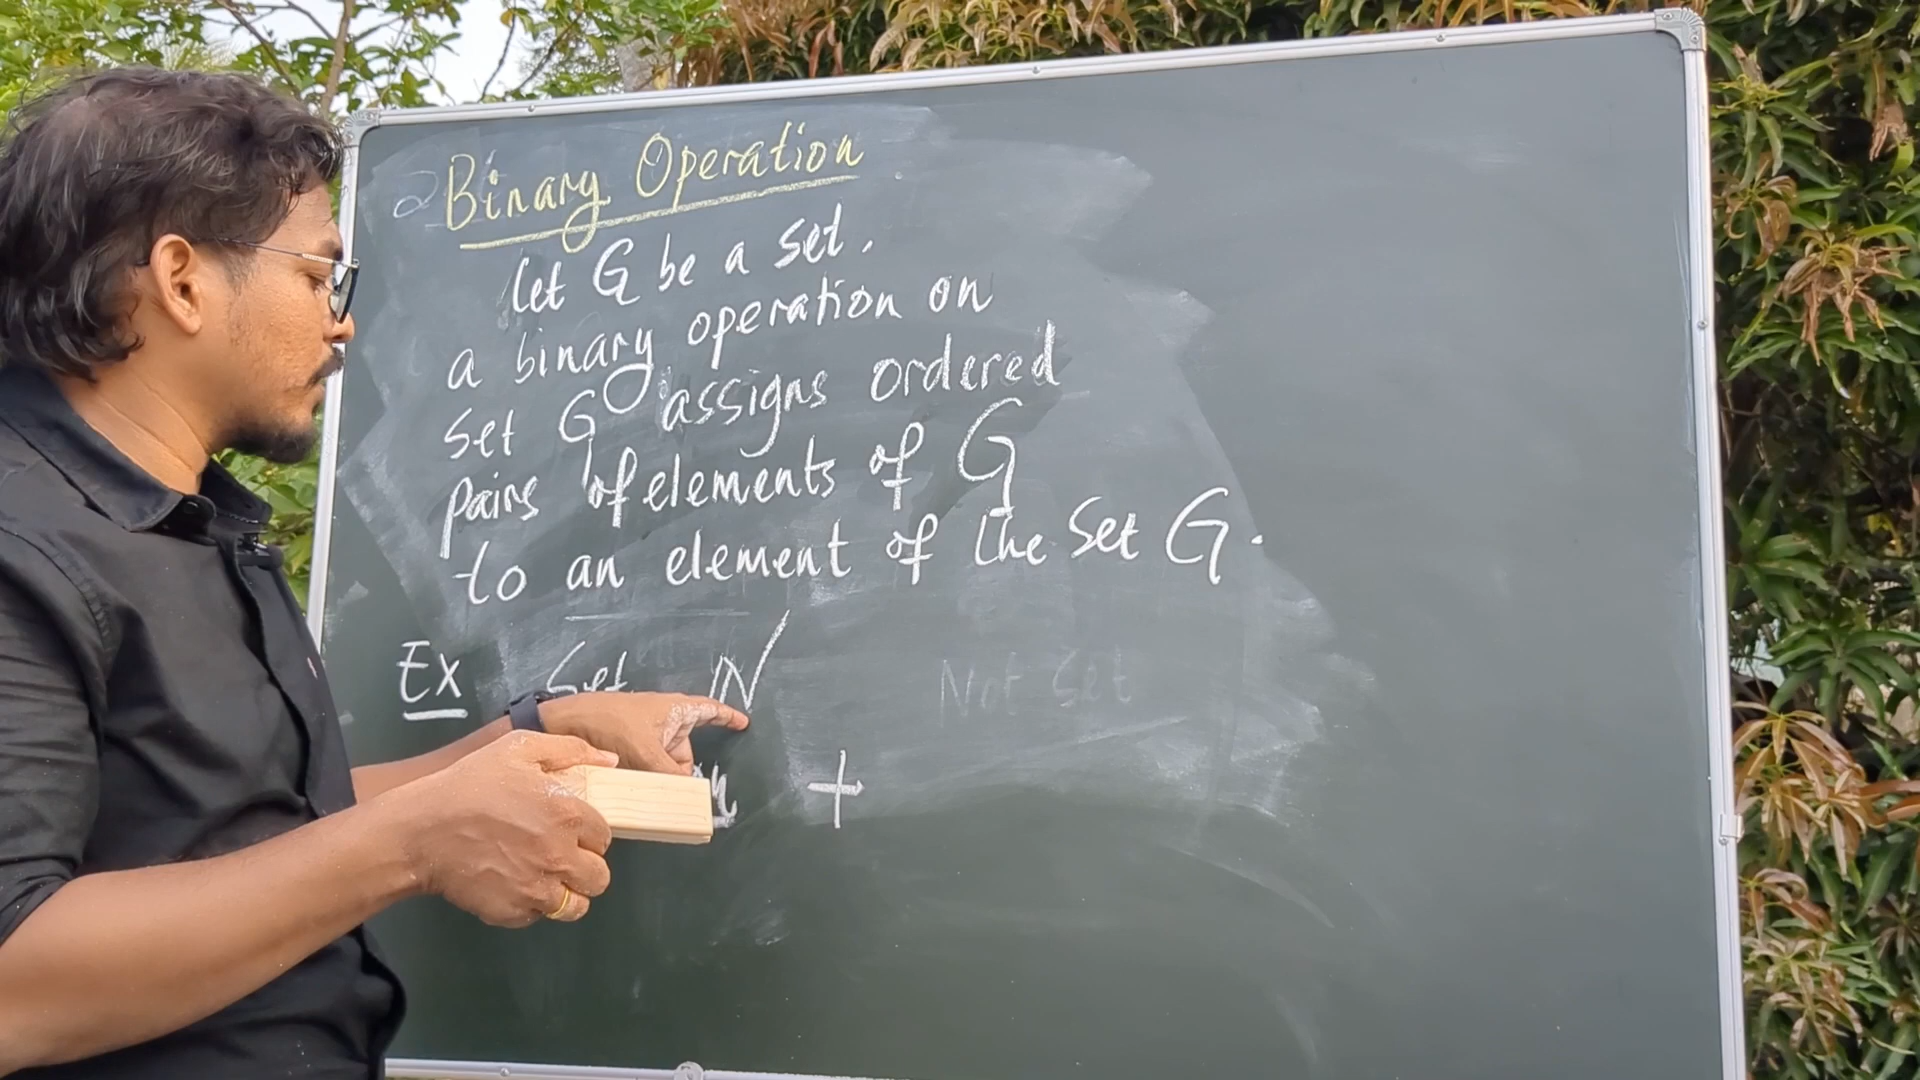 Binary Operation
let G be a set.
a binary operation on
Set G assigns ordered
pairs of elements of G
to an element of the Set G.
Ex Set N Not Set
+